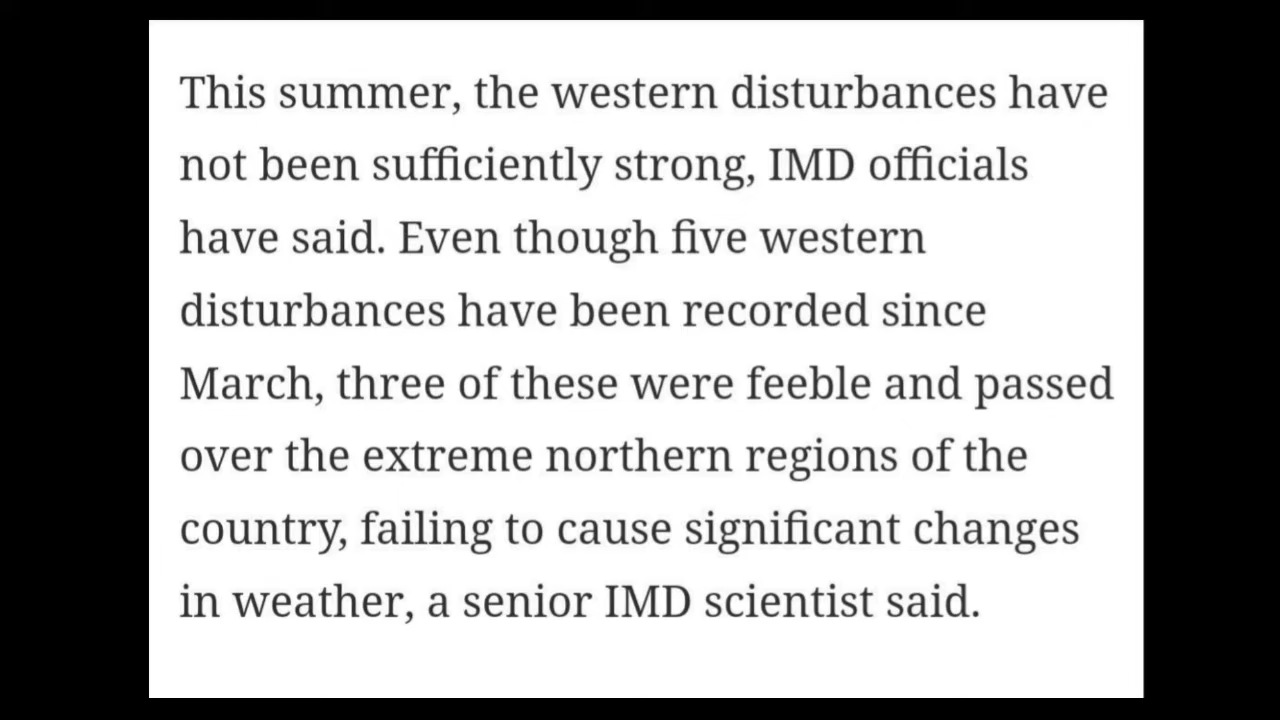 This summer, the western disturbances have
not been sufficiently strong, IMD officials
have said. Even though five western
disturbances have been recorded since
March, three of these were feeble and passed
over the extreme northern regions of the
country, failing to cause significant changes
in weather, a senior IMD scientist said.